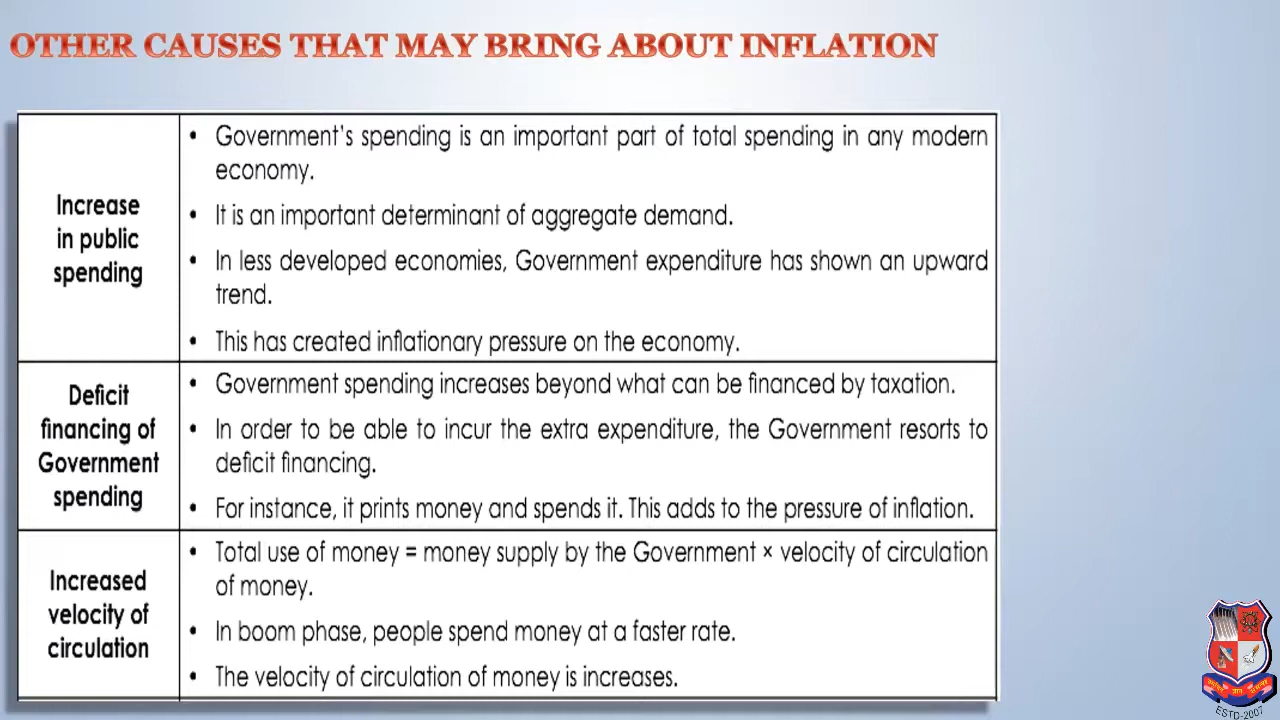 OTHER CAUSES THAT MAY BRING ABOUT INFLATION
Increase
in public
spending
• Government's spending is an important part of total spending in any modern
economy.
• It is an important determinant of aggregate demand.
• In less developed economies, Government expenditure has shown an upward
trend.
• This has created inflationary pressure on the economy.
Deficit
financing of
Government
spending
• Government spending increases beyond what can be financed by taxation.
• In order to be able to incur the extra expenditure, the Government resorts to
deficit financing.
• For instance, it prints money and spends it. This adds to the pressure of inflation.
Increased
velocity of
circulation
• Total use of money = money supply by the Government × velocity of circulation
of money.
• In boom phase, people spend money at a faster rate.
• The velocity of circulation of money is increases.
ESTD-2007